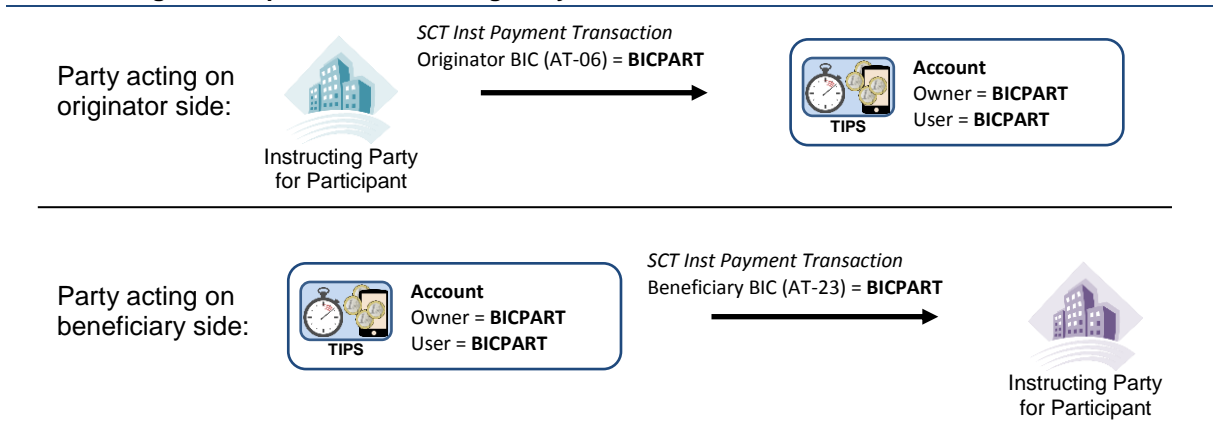 SCT Inst Payment Transaction
Originator BIC (AT-06) = BICPART
Party acting on
originator side:
Account
Owner = BICPART
User = BICPART
TIPS
Instructing Party
for Participant
SCT Inst Payment Transaction
Beneficiary BIC (AT-23) = BICPART
Party acting on
beneficiary side:
Account
Owner = BICPART
User = BICPART
TIPS
Instructing Party
for Participant